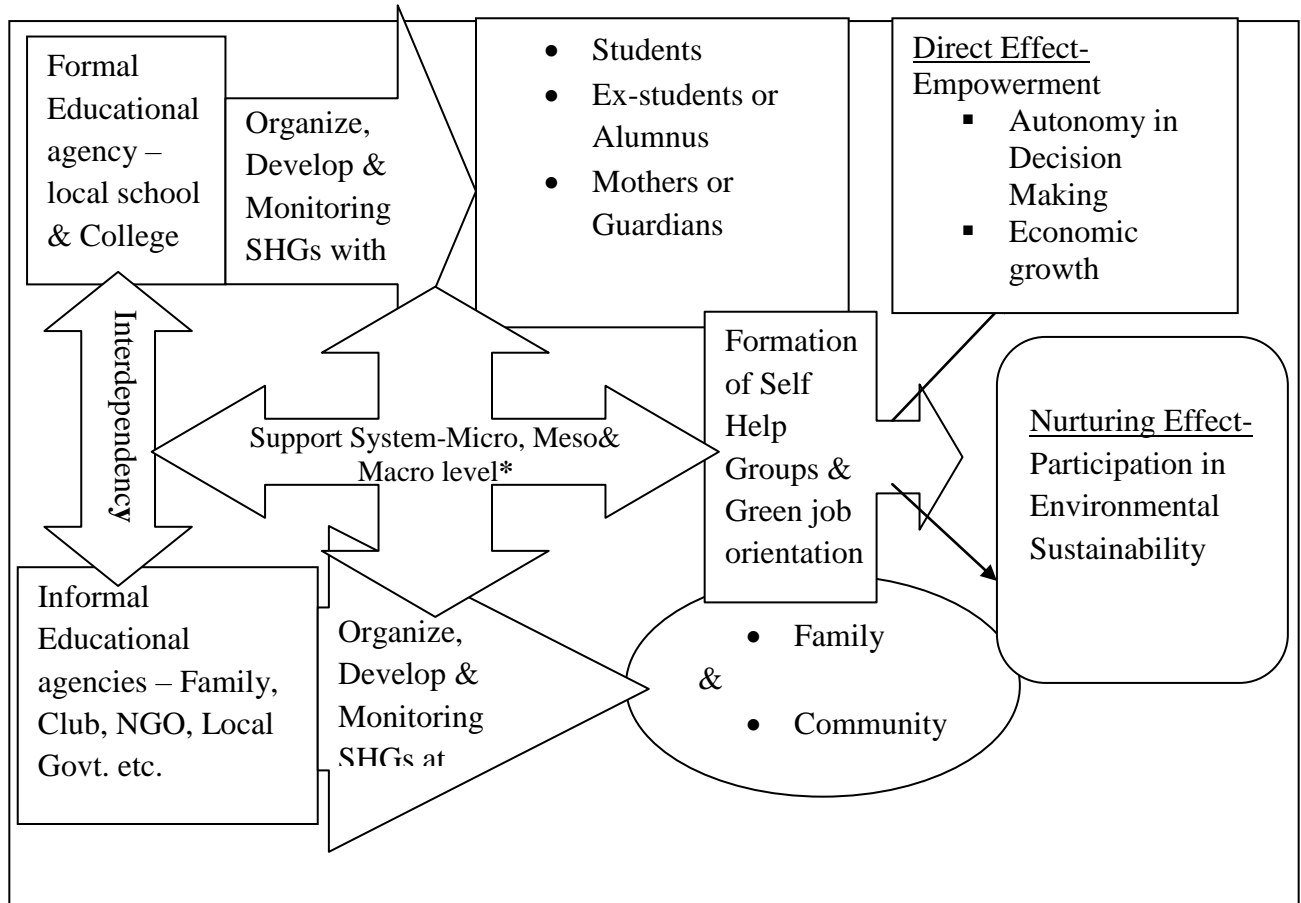 Formal
Educational
agency –
local school
& College
Organize,
Develop &
Monitoring
SHGs with
• Students
• Ex-students or
Alumnus
• Mothers or
Guardians
Direct Effect-
Empowerment
▪ Autonomy in
Decision
Making
▪ Economic
growth
Interdependency
Support System-Micro, Meso&
Macro level*
Formation
of Self
Help
Groups &
Green job
orientation
Nurturing Effect-
Participation in
Environmental
Sustainability
Informal
Educational
agencies – Family,
Club, NGO, Local
Govt. etc.
Organize,
Develop &
Monitoring
SHGs at
• Family
&
• Community